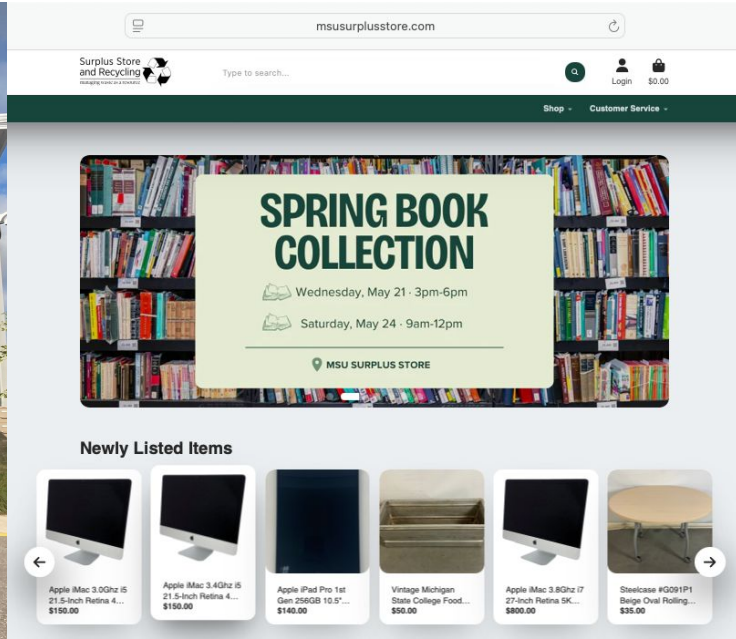 msusurplusstore.com
Surplus Store
and Recycling
Type to search...
Login
$0.00
Shop
Customer Service
SPRING BOOK
COLLECTION
Wednesday, May 21 · 3pm-6pm
Saturday, May 24 · 9am-12pm
MSU SURPLUS STORE
Newly Listed Items
Apple iMac 3.0Ghz i5
21.5-Inch Retina 4...
$150.00
Apple iMac 3.4Ghz i5
21.5-Inch Retina 4...
$150.00
Apple iPad Pro 1st
Gen 256GB 10.5"...
$140.00
Vintage Michigan
State College Food...
$50.00
Apple iMac 3.8Ghz i7
27-Inch Retina 5K...
$800.00
Steelcase #G091P1
Beige Oval Rolling...
$35.00